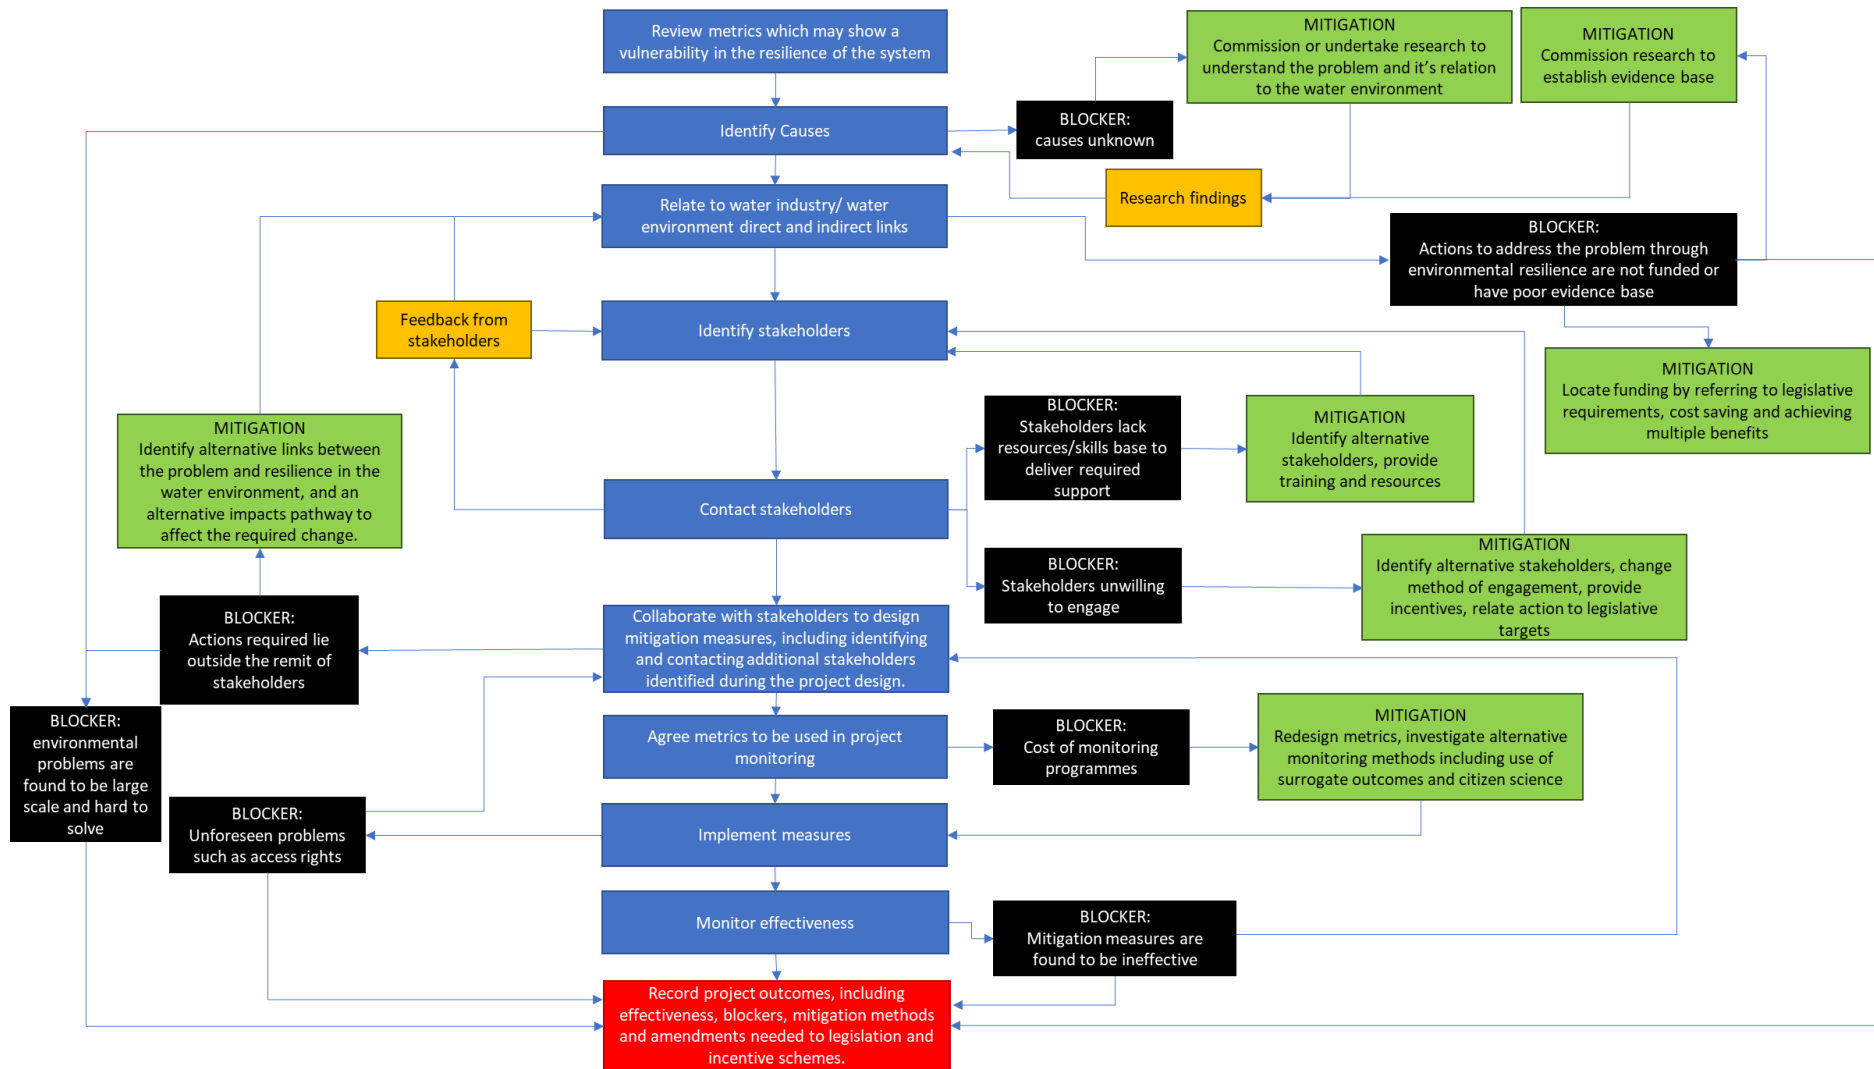 Review metrics which may show a
vulnerability in the resilience of the system
MITIGATION
Commission or undertake research to
understand the problem and it's relation
to the water environment
MITIGATION
Commission research to
establish evidence base
BLOCKER:
causes unknown
Identify Causes
Research findings
Relate to water industry/ water
environment direct and indirect links
BLOCKER:
Actions to address the problem through
environmental resilience are not funded or
have poor evidence base
Feedback from
stakeholders
Identify stakeholders
MITIGATION
Locate funding by referring to legislative
requirements, cost saving and achieving
multiple benefits
MITIGATION
Identify alternative links between
the problem and resilience in the
water environment, and an
alternative impacts pathway to
affect the required change.
BLOCKER:
Stakeholders lack
resources/skills base to
deliver required
support
MITIGATION
Identify alternative
stakeholders, provide
training and resources
Contact stakeholders
BLOCKER:
Stakeholders unwilling
to engage
MITIGATION
Identify alternative stakeholders, change
method of engagement, provide
incentives, relate action to legislative
targets
BLOCKER:
Actions required lie
outside the remit of
stakeholders
Collaborate with stakeholders to design
mitigation measures, including identifying
and contacting additional stakeholders
identified during the project design.
BLOCKER:
environmental
problems are
found to be large
scale and hard to
solve
Agree metrics to be used in project
monitoring
BLOCKER:
Cost of monitoring
programmes
MITIGATION
Redesign metrics, investigate alternative
monitoring methods including use of
surrogate outcomes and citizen science
BLOCKER:
Unforeseen problems
such as access rights
Implement measures
Monitor effectiveness
BLOCKER:
Mitigation measures are
found to be ineffective
Record project outcomes, including
effectiveness, blockers, mitigation methods
and amendments needed to legislation and
incentive schemes.